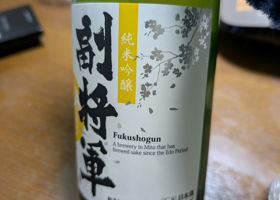 純米吟醸
副将軍
Fukushogun
A brewery in Mito that has
brewed sake since the Edo Period